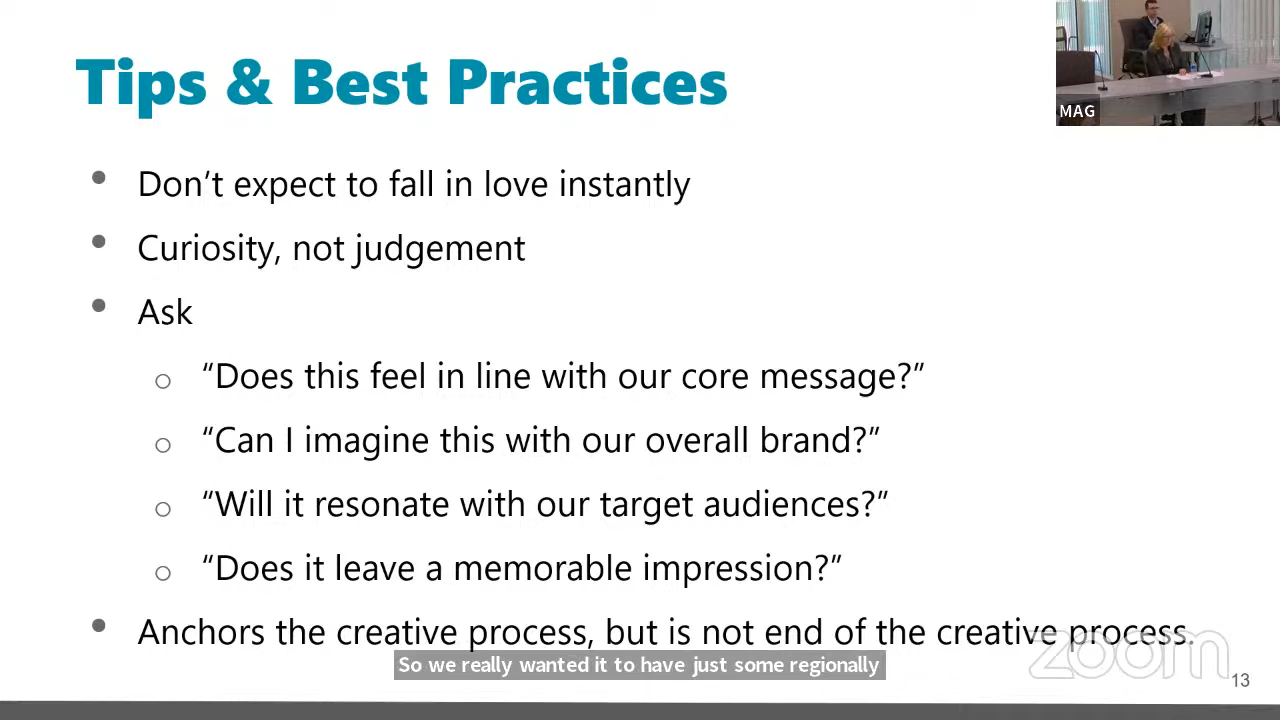 Tips & Best Practices
MAG
• Don’t expect to fall in love instantly
• Curiosity, not judgement
• Ask
o “Does this feel in line with our core message?”
o “Can I imagine this with our overall brand?”
o “Will it resonate with our target audiences?”
o “Does it leave a memorable impression?”
• Anchors the creative process, but is not end of the creative process.
So we really wanted it to have just some regionally
zoom
13